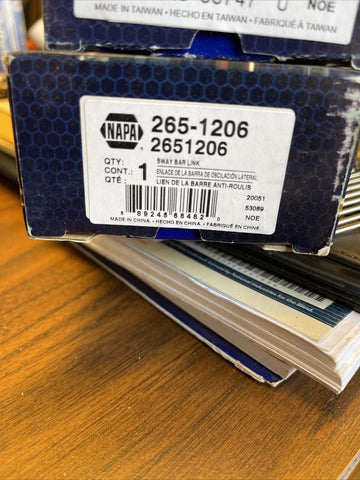 NOE
MADE IN TAIWAN • HECHO EN TAIWAN • FABRIQUÉ À TAIWAN
NAPA
265-1206
2651206
QTY: SWAY BAR LINK
CONT.: 1 ENLACE DE LA BARRA DE OSCILACIÓN LATERAL
QTÉ: LIEN DE LA BARRE ANTI-ROULIS
20051
53089
NOE
MADE IN CHINA • HECHO EN CHINA • FABRIQUÉ EN CHINE